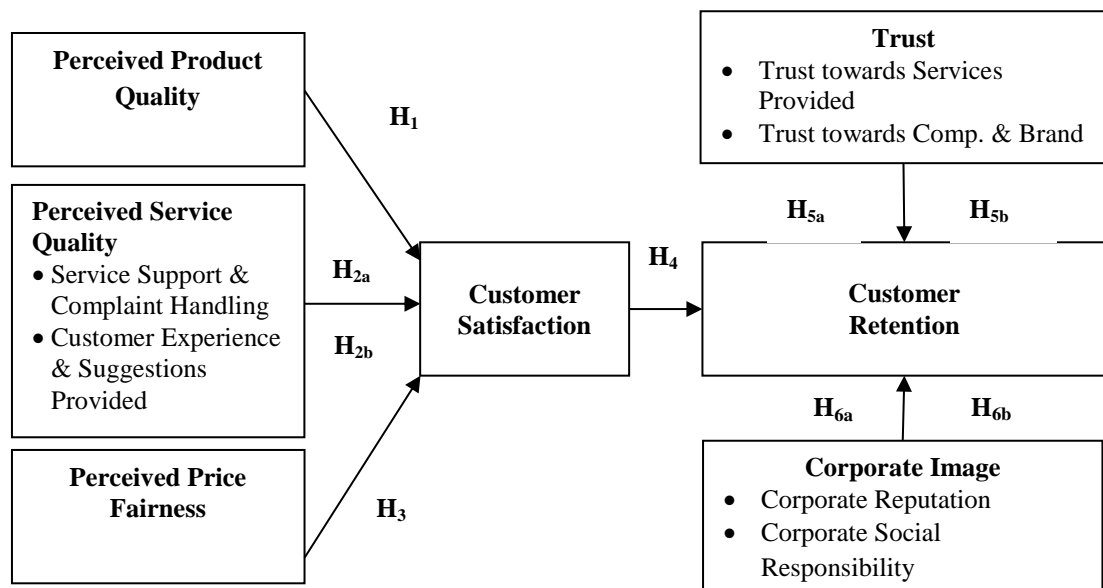 Perceived Product
Quality
H1
Perceived Service
Quality
• Service Support &
Complaint Handling
• Customer Experience
& Suggestions
Provided
H2a
H2b
Perceived Price
Fairness
H3
Customer
Satisfaction
H4
Trust
• Trust towards Services
Provided
• Trust towards Comp. & Brand
H5a
H5b
Customer
Retention
H6a
H6b
Corporate Image
• Corporate Reputation
• Corporate Social
Responsibility